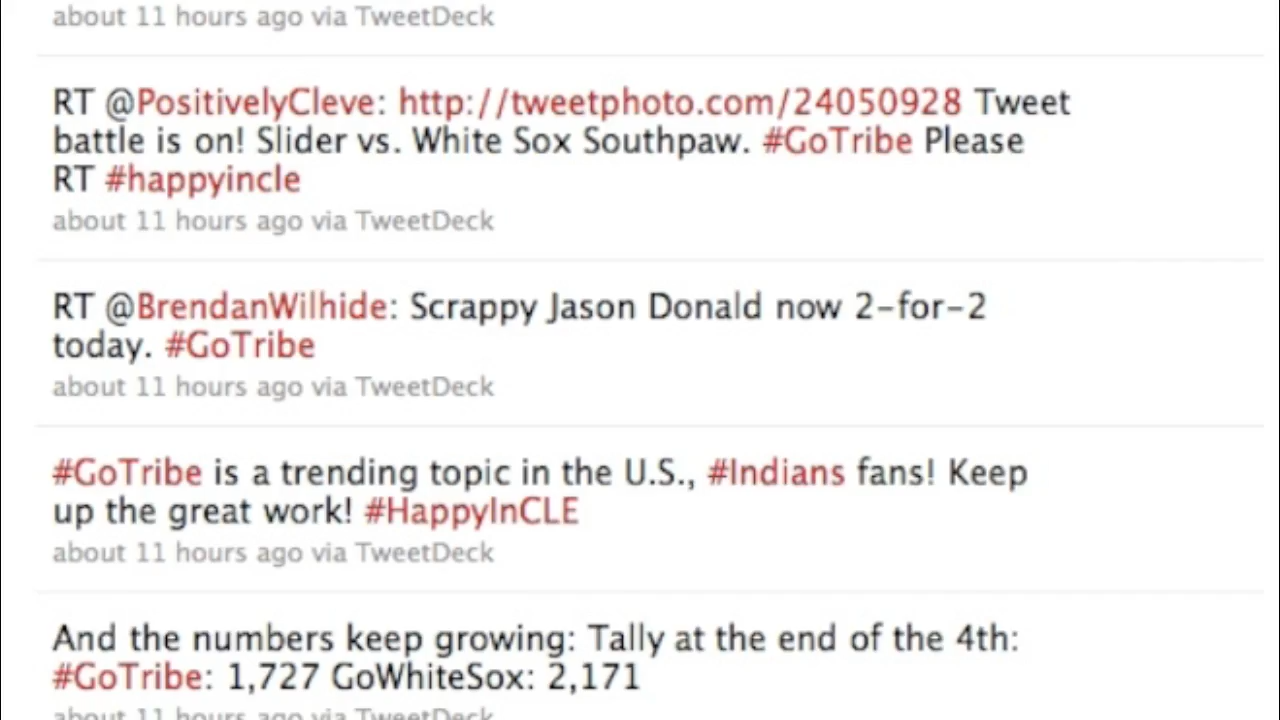 about 11 hours ago via TweetDeck
RT @PositivelyCleve: http://tweetphoto.com/24050928 Tweet
battle is on! Slider vs. White Sox Southpaw. #GoTribe Please
RT #happyincle
about 11 hours ago via TweetDeck
RT @BrendanWilhide: Scrappy Jason Donald now 2-for-2
today. #GoTribe
about 11 hours ago via TweetDeck
#GoTribe is a trending topic in the U.S., #Indians fans! Keep
up the great work! #HappyInCLE
about 11 hours ago via TweetDeck
And the numbers keep growing: Tally at the end of the 4th:
#GoTribe: 1,727 GoWhiteSox: 2,171
about 11 hours ago via TweetDeck